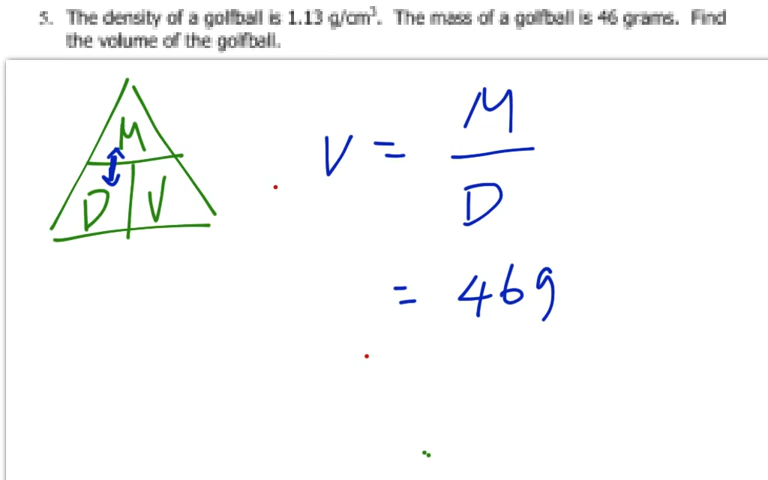 5. The density of a golfball is 1.13 g/cm³. The mass of a golfball is 46 grams. Find
the volume of the golfball.
M
D V
V = M
D
= 46g